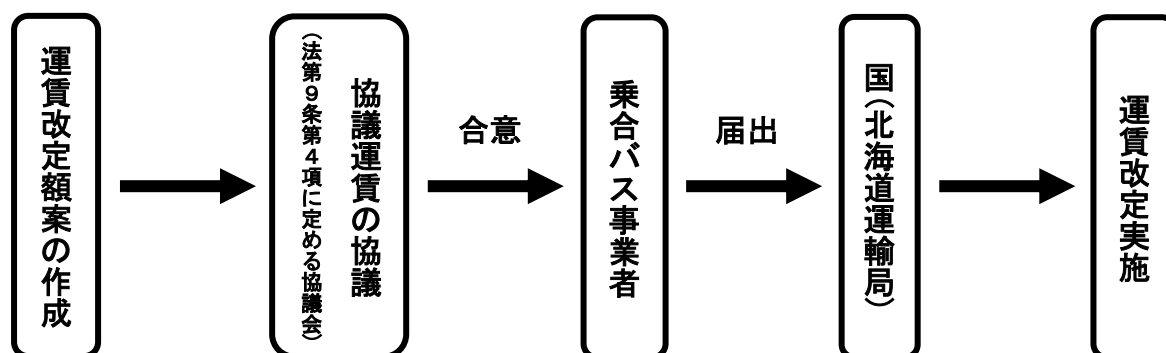 運賃改定額案の作成
協議運賃の協議
（法第９条第４項に定める協議会）
合意
乗合バス事業者
届出
国（北海道運輸局）
運賃改定実施